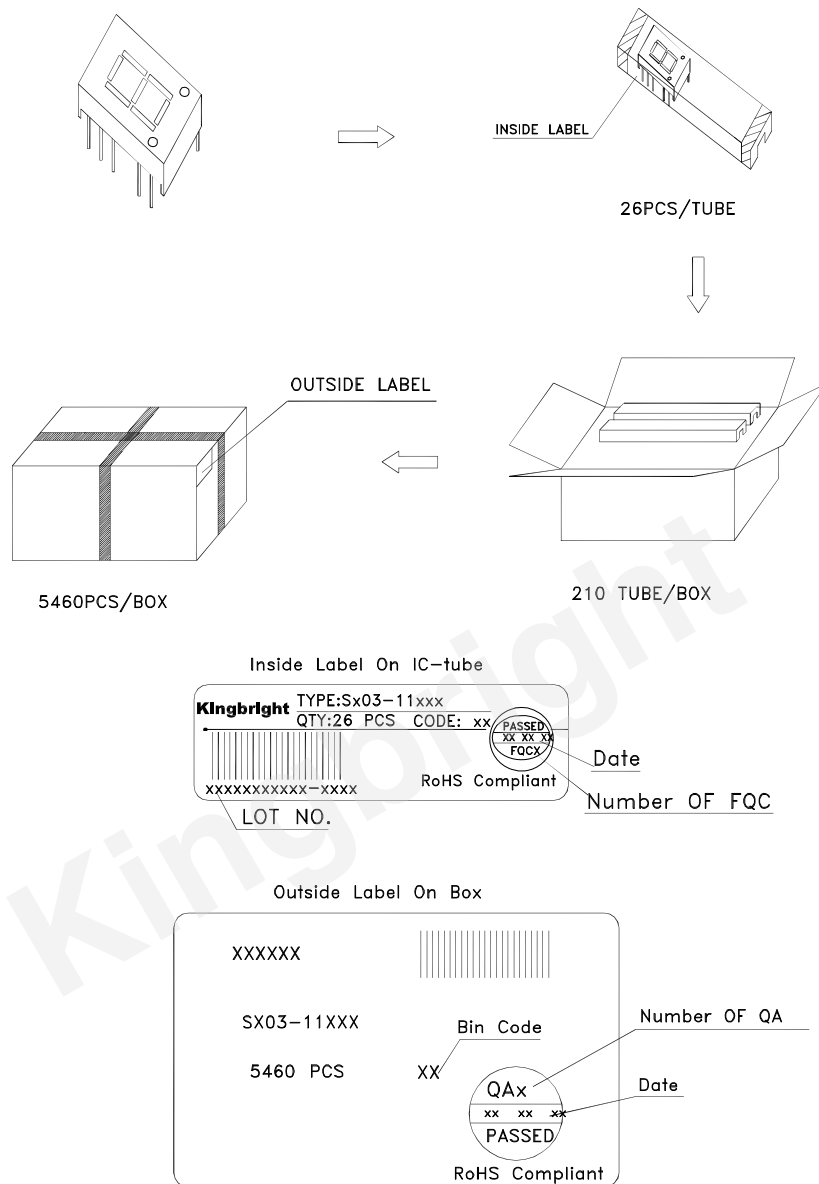 INSIDE LABEL
26PCS/TUBE
OUTSIDE LABEL
5460PCS/BOX
210 TUBE/BOX
Inside Label On IC-tube
Kingbright
TYPE:Sx03-11xxx
QTY:26 PCS CODE: xx
PASSED
xx xx xx
FQCX
Date
RoHS Compliant
xxxxxxxxxxx-xxxx
Number OF FQC
LOT NO.
Outside Label On Box
XXXXXX
SX03-11XXX
Bin Code
Number OF QA
5460 PCS
XX
QAx
Date
xx xx xx
PASSED
RoHS Compliant
Kingbright